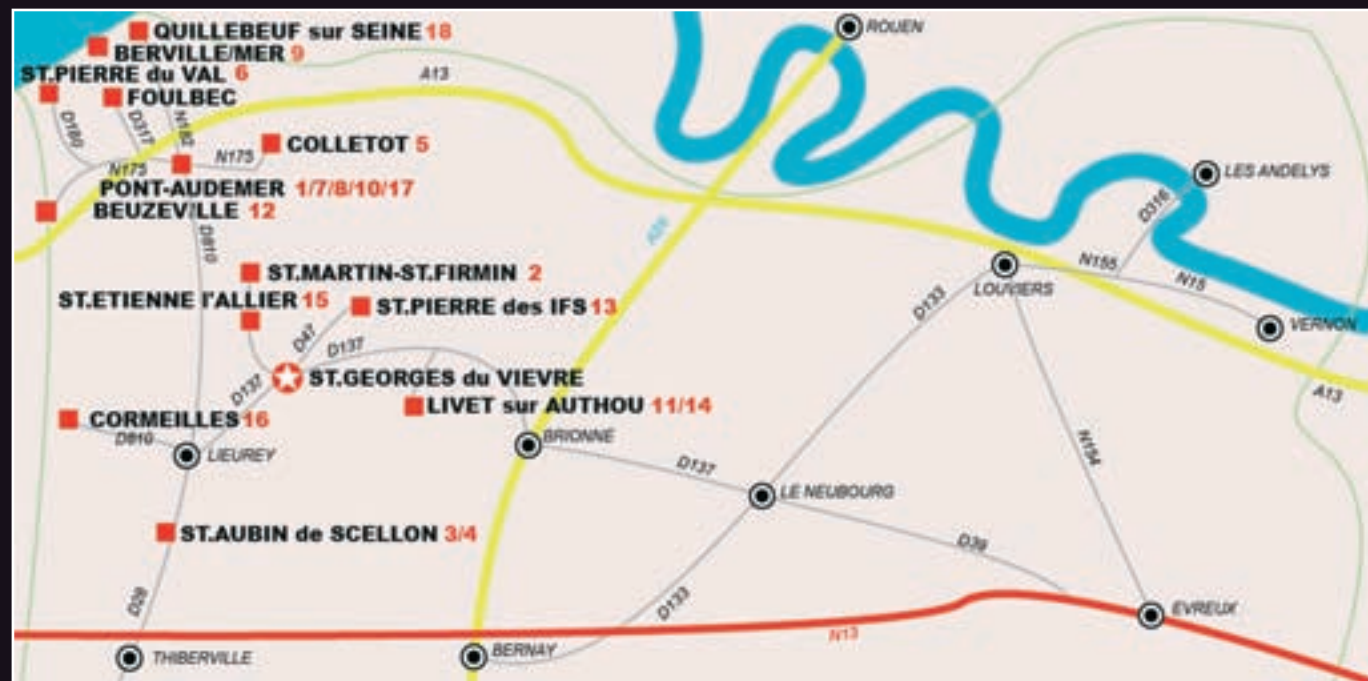 QUILLEBEUF sur SEINE 18
ROUEN
BERVILLE/MER 9
ST.PIERRE du VAL 6
A13
FOULBEC
D180
D317
N182
COLLETOT 5
N175
N175
LES ANDELYS
PONT-AUDEMER 1/7/8/10/17
BEUZEVILLE 12
D316
D810
A28
N155
ST.MARTIN-ST.FIRMIN 2
LOUVIERS
N15
ST.ETIENNE l'ALLIER 15
ST.PIERRE des IFS 13
D133
VERNON
D47
D137
ST.GEORGES du VIEVRE
D137
A13
LIVET sur AUTHOU 11/14
CORMEILLES 16
D810
BRIONNE
LIEUREY
N154
D137
LE NEUBOURG
ST.AUBIN de SCELLON 3/4
D39
D28
D133
EVREUX
N13
THIBERVILLE
BERNAY